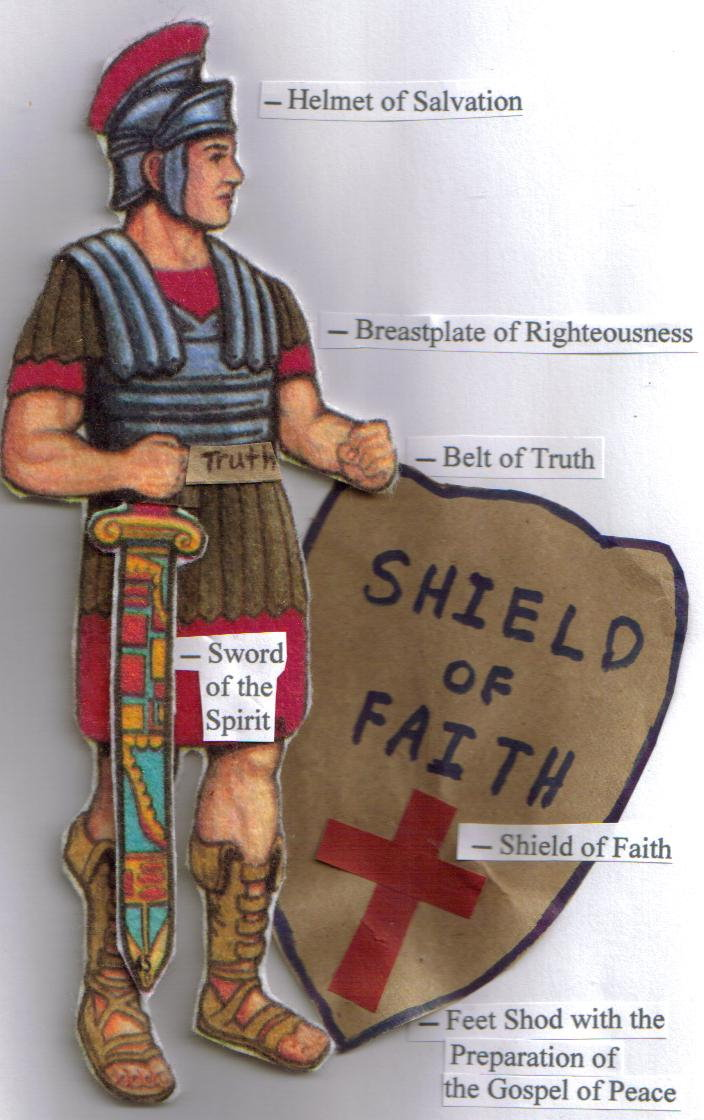 – Helmet of Salvation
– Breastplate of Righteousness
Truth
– Belt of Truth
SHIELD
OF
FAITH
– Sword
of the
Spirit
– Shield of Faith
– Feet Shod with the
Preparation of
the Gospel of Peace